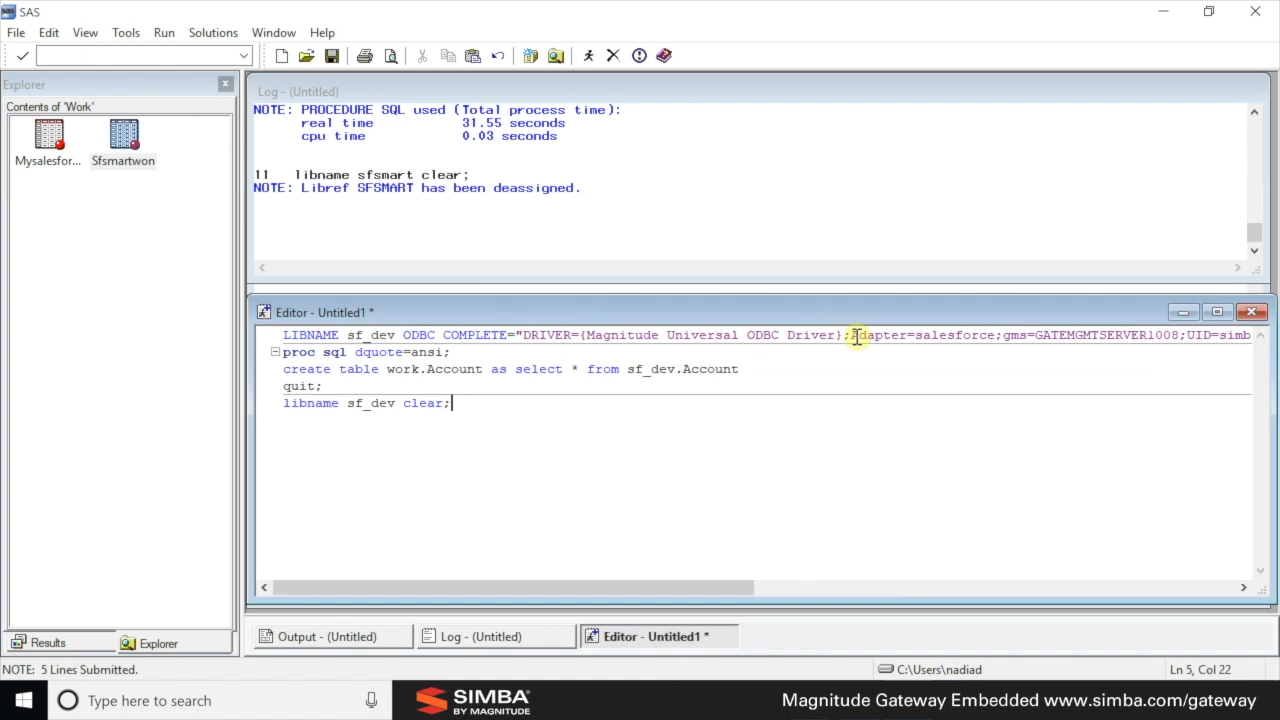 SAS
File Edit View Tools Run Solutions Window Help
Explorer
Contents of 'Work'
Mysalesfor... Sfsmartwon
Log - (Untitled)
NOTE: PROCEDURE SQL used (Total process time):
real time 31.55 seconds
cpu time 0.03 seconds
11 libname sfsmart clear;
NOTE: Libref SFSMART has been deassigned.
Editor - Untitled1 *
LIBNAME sf_dev ODBC COMPLETE="DRIVER={Magnitude Universal ODBC Driver};Adapter=salesforce;gms=GATEMGMTSERVER1008;UID=simb
proc sql dquote=ansi;
create table work.Account as select * from sf_dev.Account
quit;
libname sf_dev clear;
Results Explorer
Output - (Untitled) Log - (Untitled) Editor - Untitled1 *
NOTE: 5 Lines Submitted. C:\Users\nadiad Ln 5, Col 22
Type here to search
SIMBA
BY MAGNITUDE
Magnitude Gateway Embedded www.simba.com/gateway